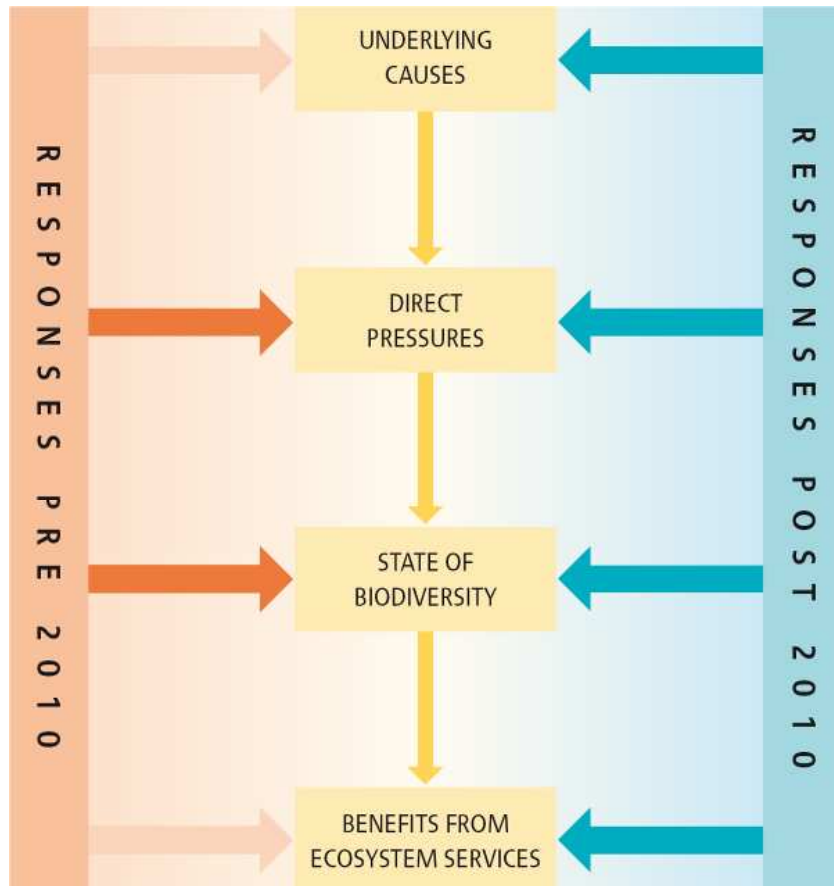 RESPONSES PRE 2010
UNDERLYING
CAUSES
DIRECT
PRESSURES
STATE OF
BIODIVERSITY
BENEFITS FROM
ECOSYSTEM SERVICES
RESPONSES POST 2010